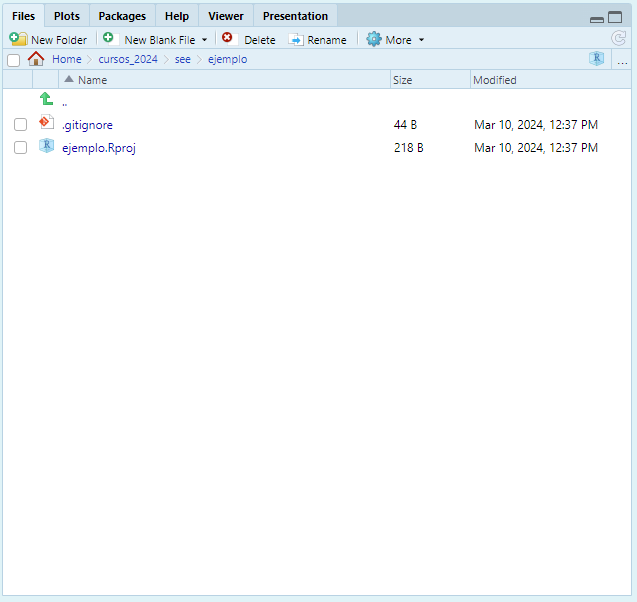 Files Plots Packages Help Viewer Presentation
New Folder New Blank File Delete Rename More
Home cursos_2024 see ejemplo R ...
Name Size Modified
..
.gitignore 44 B Mar 10, 2024, 12:37 PM
R ejemplo.Rproj 218 B Mar 10, 2024, 12:37 PM